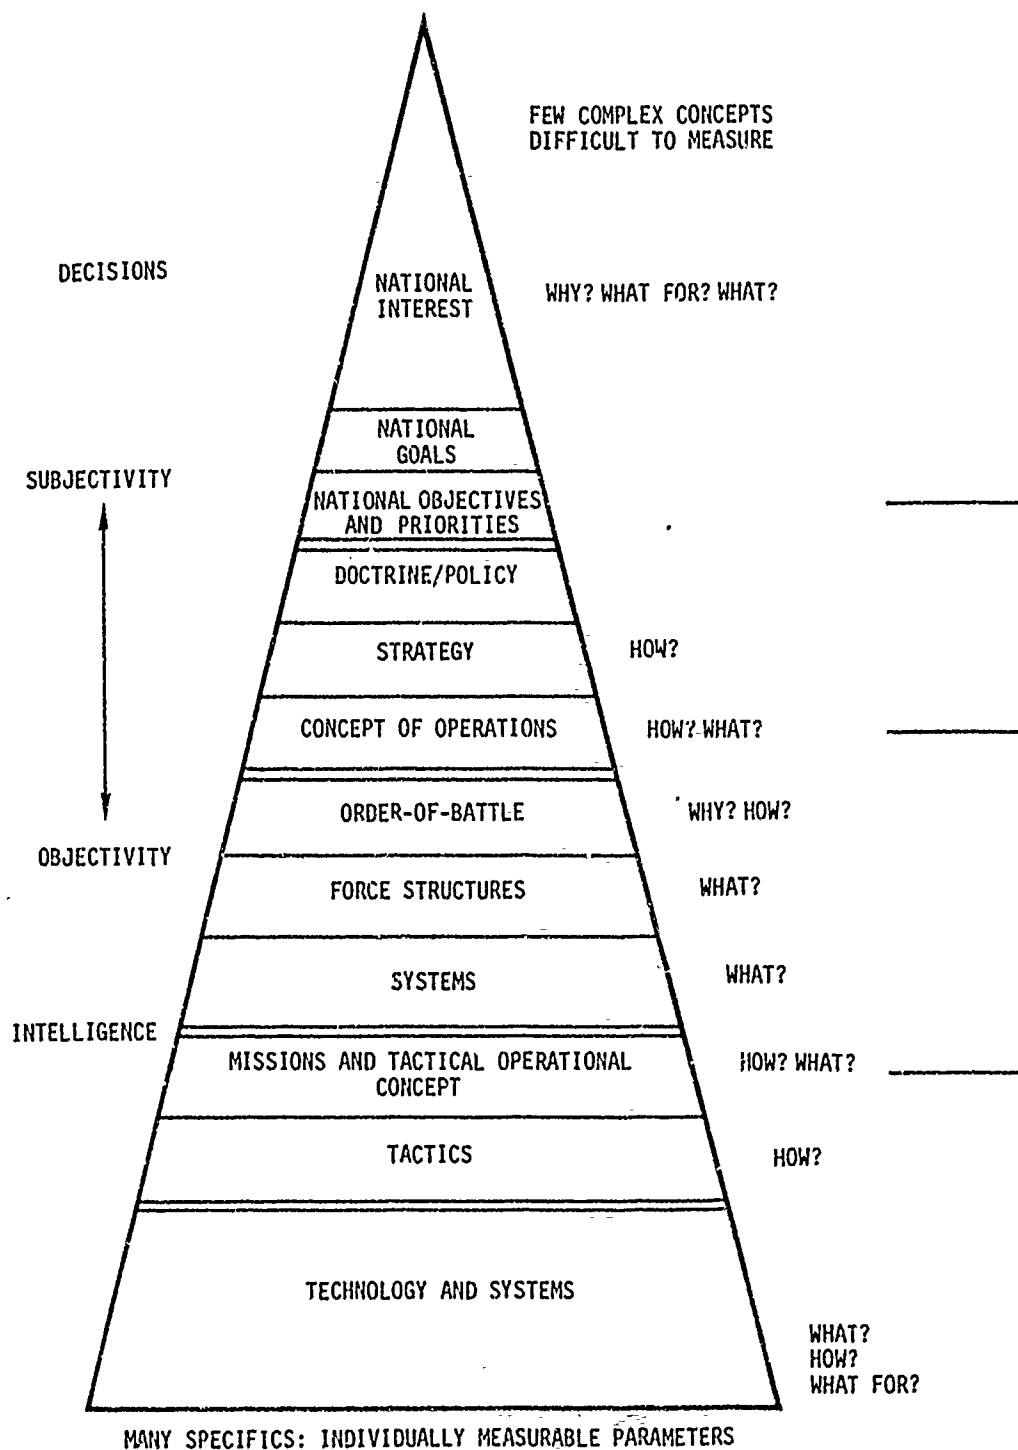 FEW COMPLEX CONCEPTS
DIFFICULT TO MEASURE
DECISIONS
NATIONAL
INTEREST
WHY? WHAT FOR? WHAT?
NATIONAL
GOALS
SUBJECTIVITY
NATIONAL OBJECTIVES
AND PRIORITIES
DOCTRINE/POLICY
STRATEGY
HOW?
CONCEPT OF OPERATIONS
HOW? WHAT?
ORDER-OF-BATTLE
WHY? HOW?
OBJECTIVITY
FORCE STRUCTURES
WHAT?
SYSTEMS
WHAT?
INTELLIGENCE
MISSIONS AND TACTICAL OPERATIONAL
CONCEPT
HOW? WHAT?
TACTICS
HOW?
TECHNOLOGY AND SYSTEMS
WHAT?
HOW?
WHAT FOR?
MANY SPECIFICS: INDIVIDUALLY MEASURABLE PARAMETERS